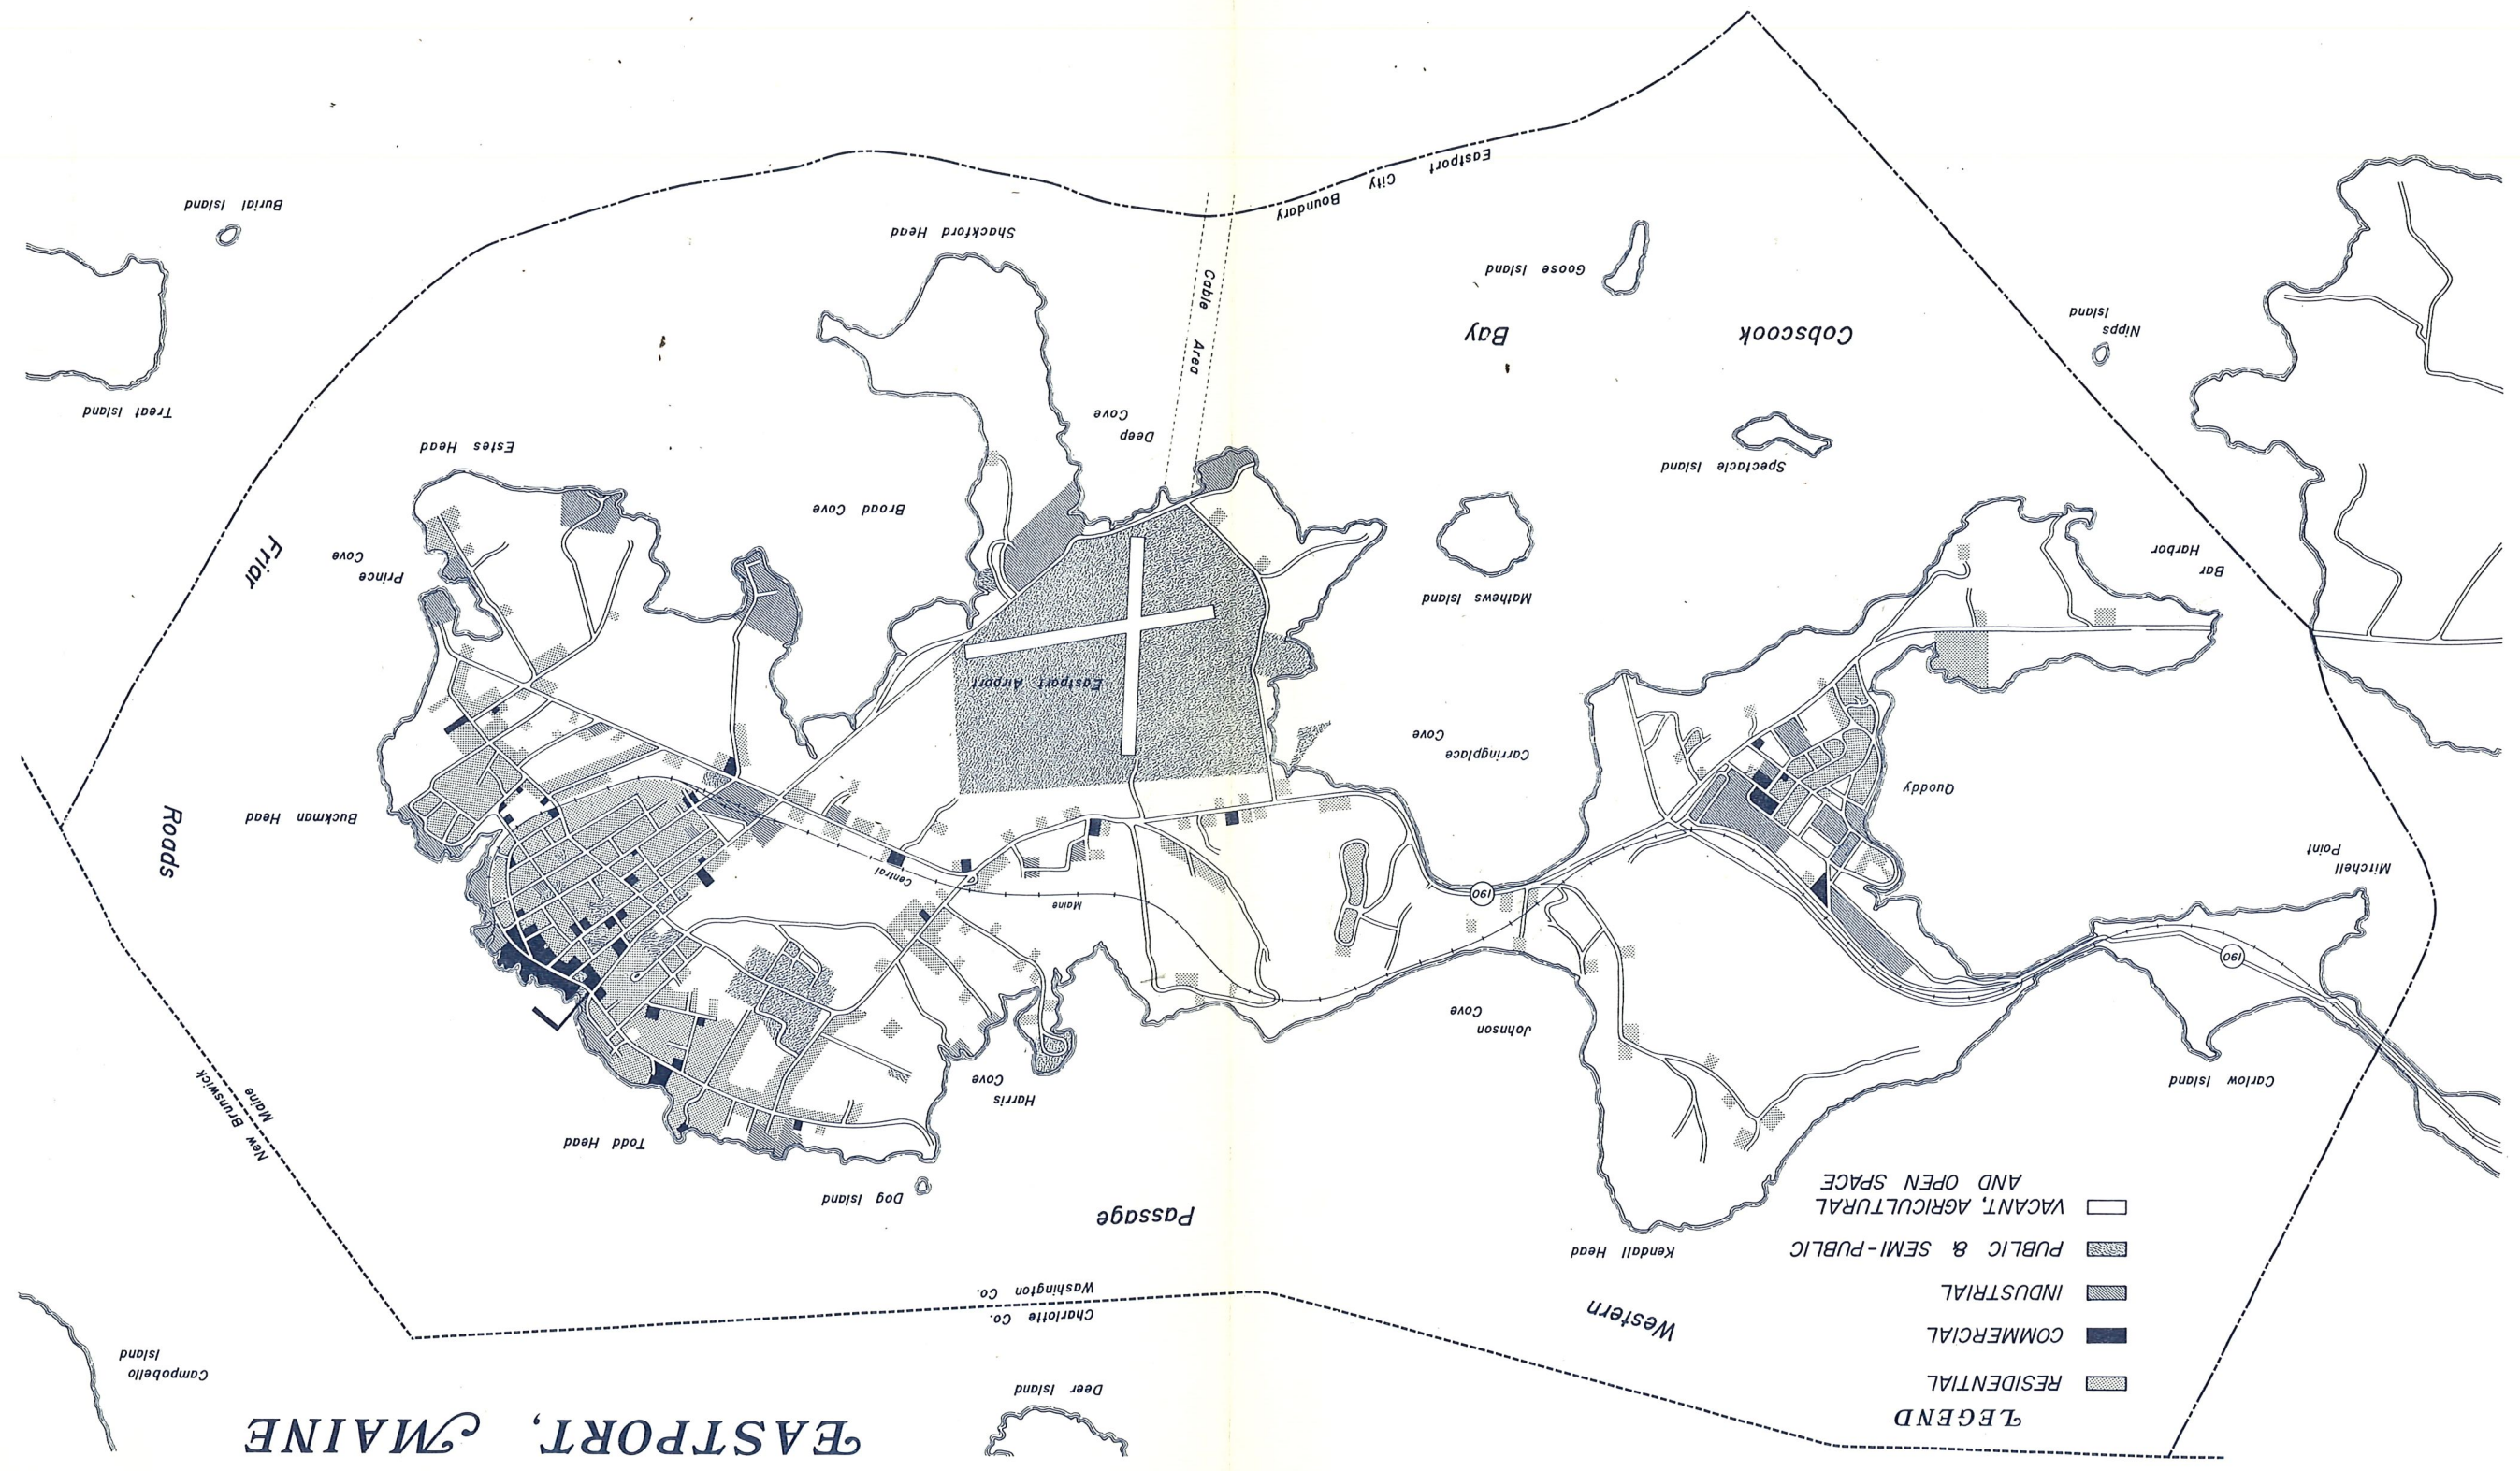 EASTPORT, MAINE
LEGEND
RESIDENTIAL
COMMERCIAL
INDUSTRIAL
PUBLIC & SEMI-PUBLIC
VACANT, AGRICULTURAL
AND OPEN SPACE
Deer Island
Campobello
Island
Western
Charlotte Co.
Washington Co.
Kendall Head
Passage
Dog Island
Todd Head
New Brunswick
Maine
Carlow Island
Harris
Cove
Johnson
Cove
190
Mitchell
Point
190
Maine
Central
Quoddy
Buckman Head
Roads
Carringplace
Cove
Eastport Airport
Mathews Island
Bar
Harbor
Prince
Cove
Friar
Broad Cove
Spectacle Island
Estes Head
Deep
Cove
Treat Island
Cable Area
Cobscook
Bay
Nipps
Island
Goose Island
Shackford Head
Burial Island
Eastport City Boundary